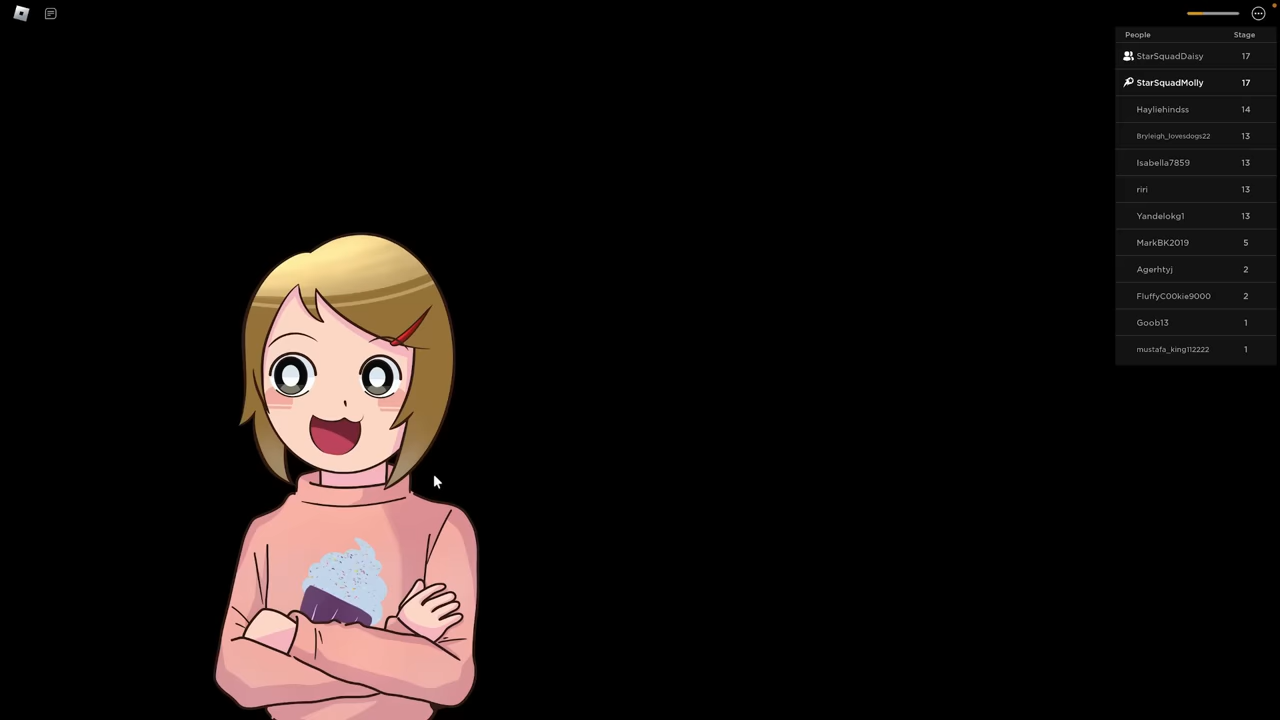 People Stage
StarSquadDaisy 17
StarSquadMolly 17
Hayliehindss 14
Bryleigh_lovesdogs22 13
Isabella7859 13
riri 13
Yandelokg1 13
MarkBK2019 5
Agerhtyj 2
FluffyC00kie9000 2
Goob13 1
mustafa_king112222 1